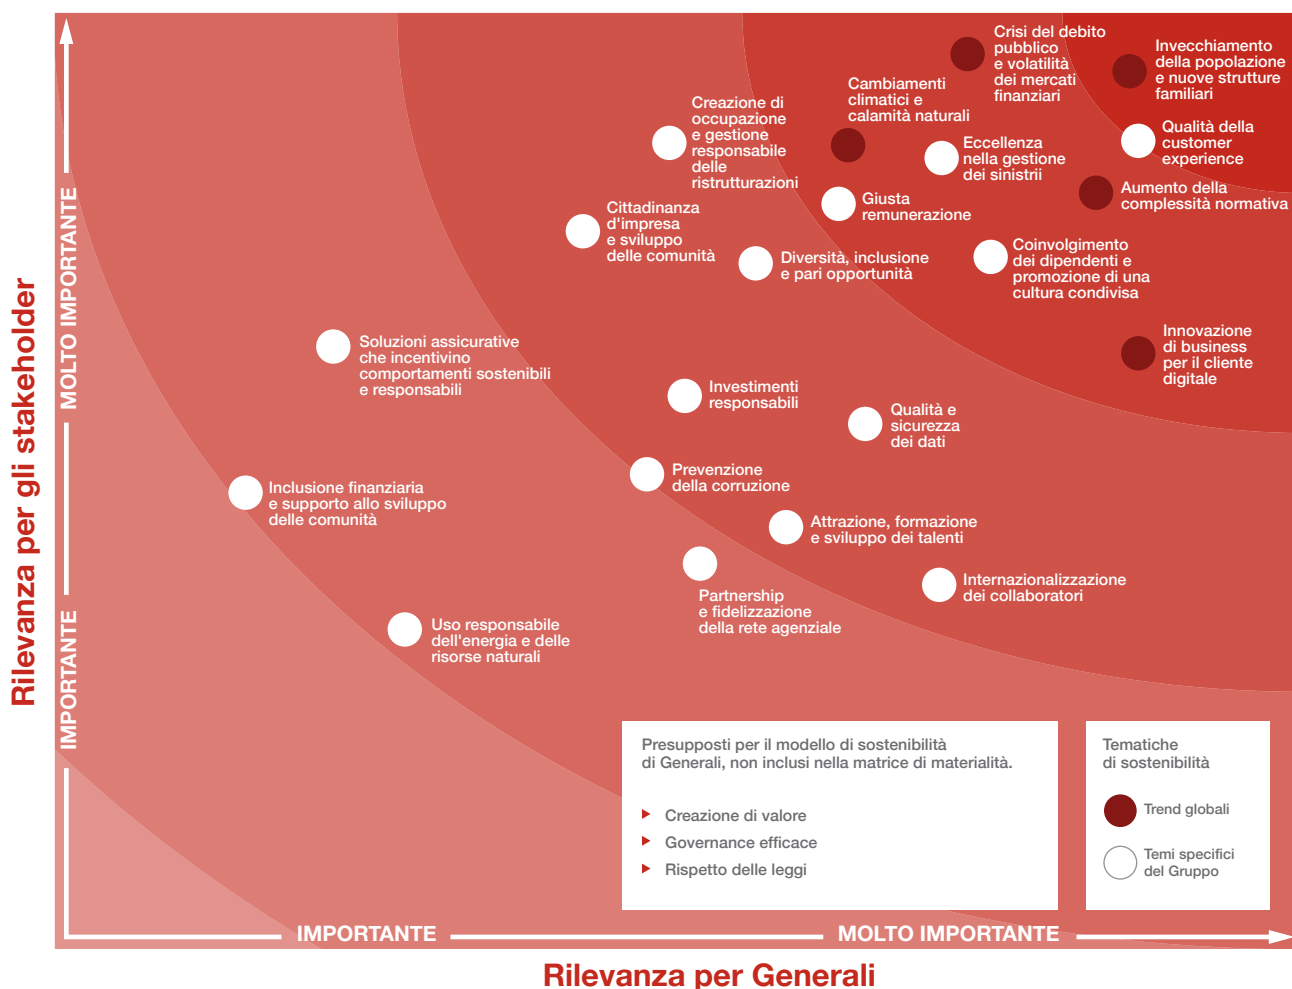 Crisi del debito
pubblico
e volatilità
dei mercati
finanziari
Invecchiamento
della popolazione
e nuove strutture
familiari
Cambiamenti
climatici e
calamità naturali
Creazione di
occupazione
e gestione
responsabile
delle
ristrutturazioni
Eccellenza
nella gestione
dei sinistrii
Qualità della
customer
experience
Aumento della
complessità normativa
Giusta
remunerazione
Cittadinanza
d'impresa
e sviluppo
delle comunità
Diversità, inclusione
e pari opportunità
Coinvolgimento
dei dipendenti e
promozione di una
cultura condivisa
Innovazione
di business
per il cliente
digitale
Soluzioni assicurative
che incentivino
comportamenti sostenibili
e responsabili
Investimenti
responsabili
Qualità e
sicurezza
dei dati
Prevenzione
della corruzione
Inclusione finanziaria
e supporto allo sviluppo
delle comunità
Attrazione, formazione
e sviluppo dei talenti
Internazionalizzazione
dei collaboratori
Partnership
e fidelizzazione
della rete agenziale
Uso responsabile
dell'energia e delle
risorse naturali
Rilevanza per gli stakeholder
MOLTO IMPORTANTE
IMPORTANTE
Presupposti per il modello di sostenibilità
di Generali, non inclusi nella matrice di materialità.
Creazione di valore
Governance efficace
Rispetto delle leggi
Tematiche
di sostenibilità
Trend globali
Temi specifici
del Gruppo
IMPORTANTE
MOLTO IMPORTANTE
Rilevanza per Generali